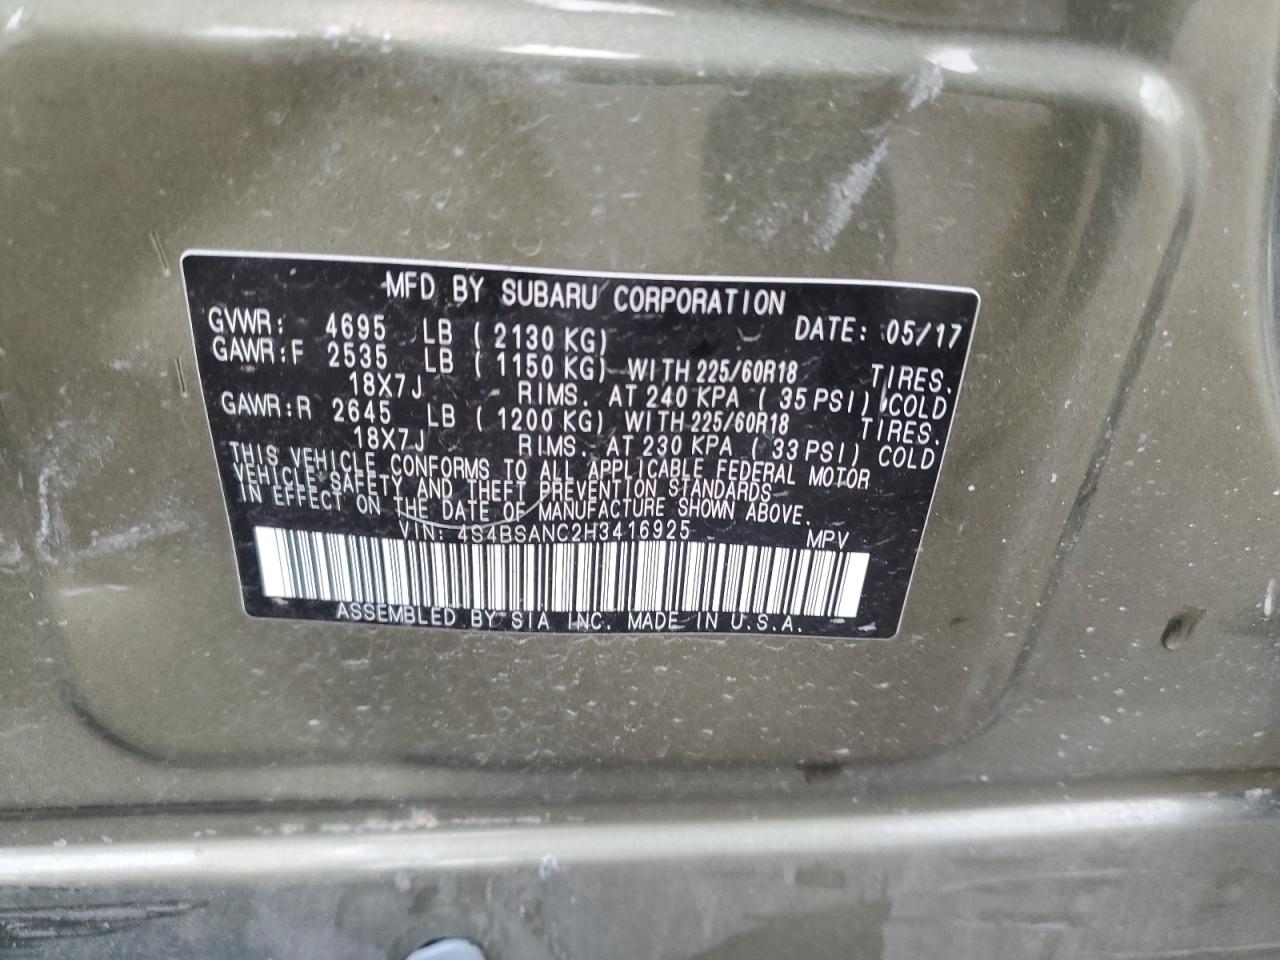 MFD BY SUBARU CORPORATION
GVWR: 4695 LB ( 2130 KG) DATE: 05/17
GAWR:F 2535 LB ( 1150 KG) WITH 225/60R18 TIRES.
18X7J RIMS. AT 240 KPA ( 35 PSI) COLD
GAWR:R 2645 LB ( 1200 KG) WITH 225/60R18 TIRES.
18X7J RIMS. AT 230 KPA ( 33 PSI) COLD
THIS VEHICLE CONFORMS TO ALL APPLICABLE FEDERAL MOTOR
VEHICLE SAFETY AND THEFT PREVENTION STANDARDS
IN EFFECT ON THE DATE OF MANUFACTURE SHOWN ABOVE.
VIN: 4S4BSANC2H3416925 MPV
ASSEMBLED BY SIA INC. MADE IN U.S.A.